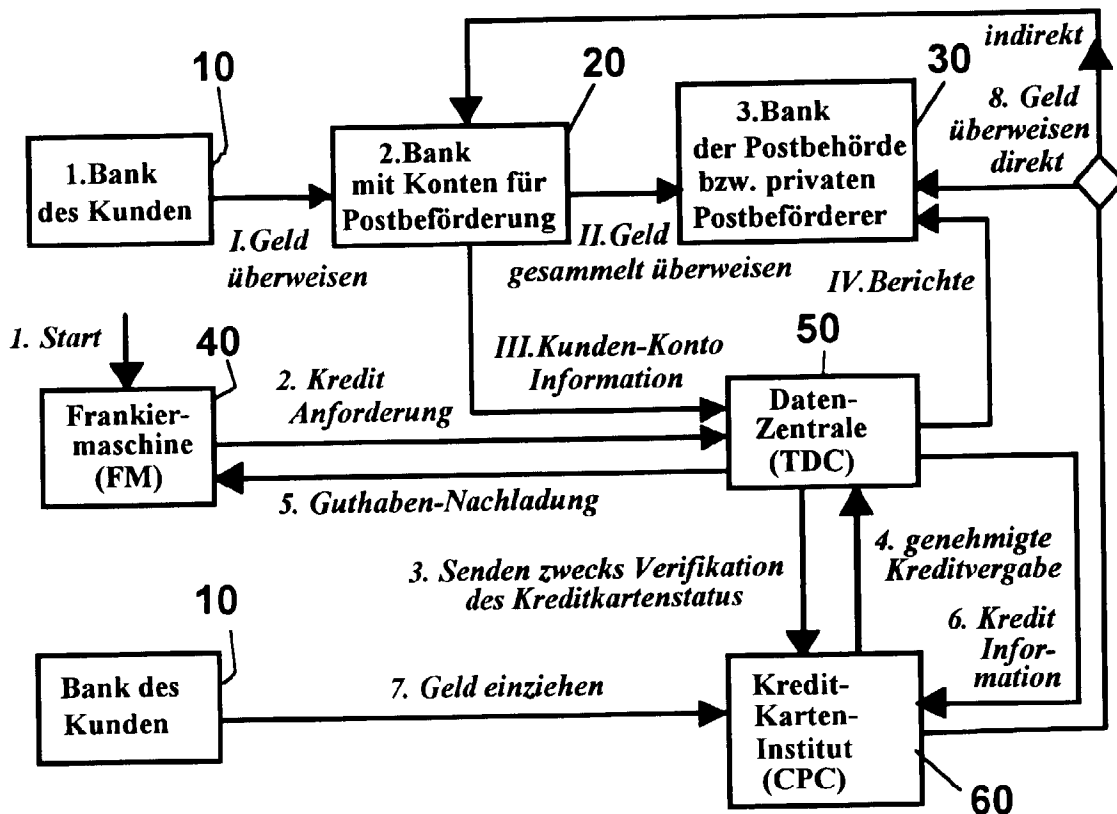 indirekt
10
20
30
8. Geld
überweisen
direkt
1.Bank
des Kunden
2.Bank
mit Konten für
Postbeförderung
3.Bank
der Postbehörde
bzw. privaten
Postbeförderer
I.Geld
überweisen
II.Geld
gesammelt überweisen
IV.Berichte
1. Start
40
2. Kredit
Anforderung
III.Kunden-Konto
Information
50
Frankier-
maschine
(FM)
Daten-
Zentrale
(TDC)
5. Guthaben-Nachladung
3. Senden zwecks Verifikation
des Kreditkartenstatus
4. genehmigte
Kreditvergabe
10
6. Kredit
Infor-
mation
Bank des
Kunden
7. Geld einziehen
Kredit-
Karten-
Institut
(CPC)
60